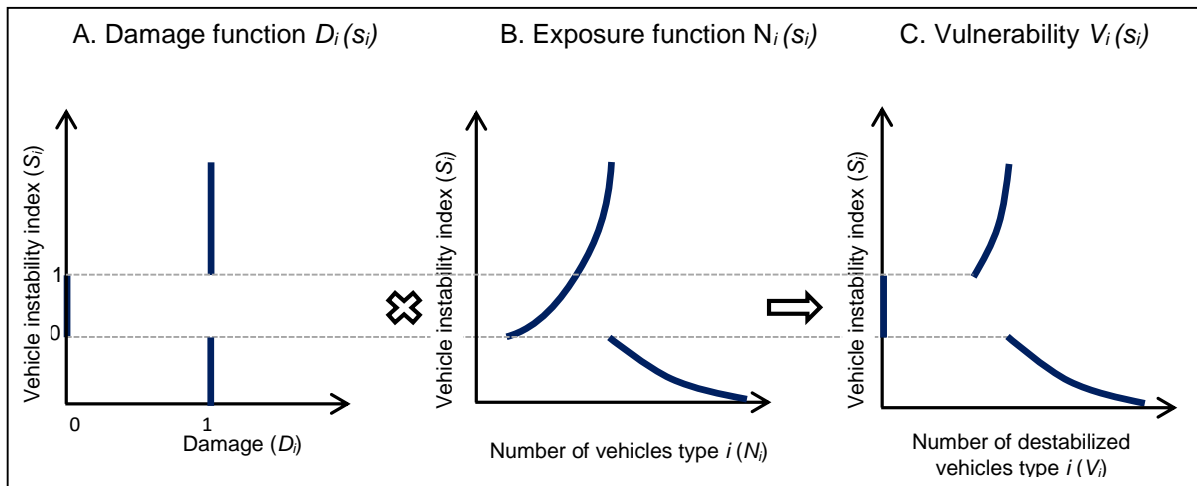 A. Damage function Di (si)
B. Exposure function Ni (si)
C. Vulnerability Vi (si)
Vehicle instability index (Si)
1
0
0
1
Damage (Di)
Vehicle instability index (Si)
Number of vehicles type i (Ni)
Vehicle instability index (Si)
Number of destabilized
vehicles type i (Vi)